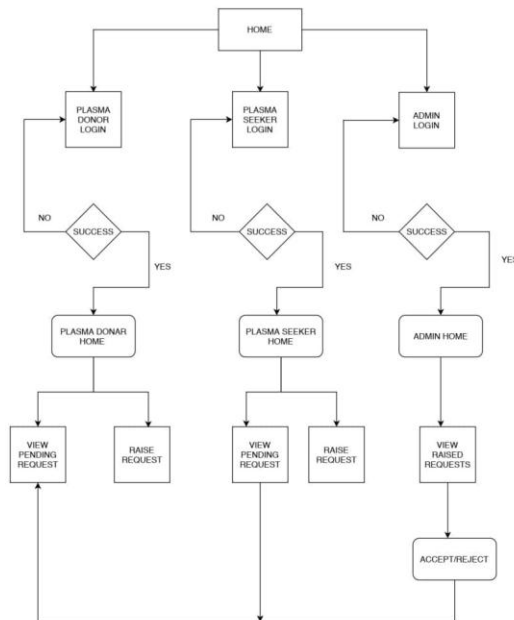 HOME
PLASMA
DONOR
LOGIN
PLASMA
SEEKER
LOGIN
ADMIN
LOGIN
NO
SUCCESS
YES
NO
SUCCESS
YES
NO
SUCCESS
YES
PLASMA DONAR
HOME
PLASMA SEEKER
HOME
ADMIN HOME
VIEW
PENDING
REQUEST
RAISE
REQUEST
VIEW
PENDING
REQUEST
RAISE
REQUEST
VIEW
RAISED
REQUESTS
ACCEPT/REJECT